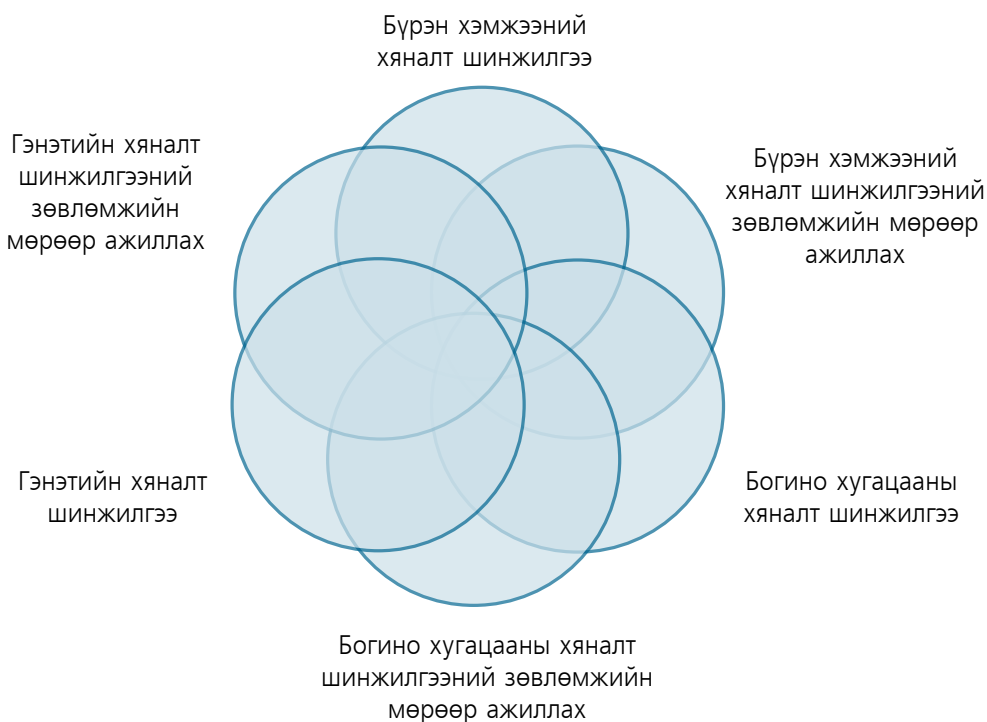 Бүрэн хэмжээний
хяналт шинжилгээ
Бүрэн хэмжээний
хяналт шинжилгээний
зөвлөмжийн мөрөөр
ажиллах
Богино хугацааны
хяналт шинжилгээ
Богино хугацааны хяналт
шинжилгээний зөвлөмжийн
мөрөөр ажиллах
Гэнэтийн хяналт
шинжилгээ
Гэнэтийн хяналт
шинжилгээний
зөвлөмжийн
мөрөөр ажиллах